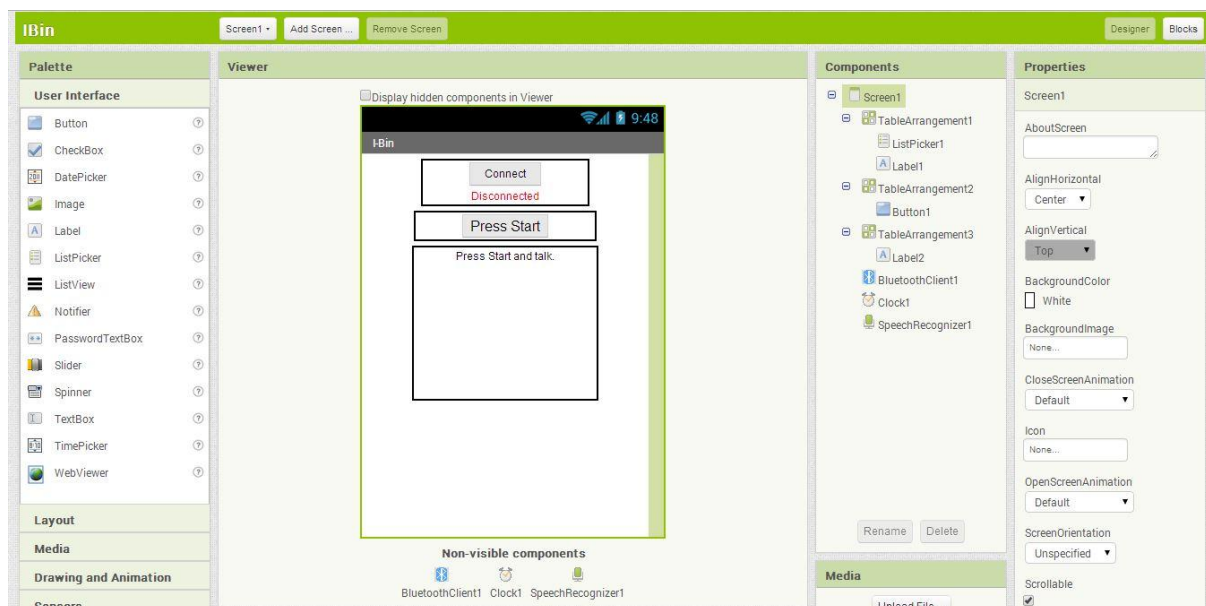 IBin
Screen1
Add Screen ...
Remove Screen
Designer
Blocks
Palette
User Interface
Button
CheckBox
DatePicker
Image
Label
ListPicker
ListView
Notifier
PasswordTextBox
Slider
Spinner
TextBox
TimePicker
WebViewer
Layout
Media
Drawing and Animation
Sensors
Viewer
Display hidden components in Viewer
9:48
I-Bin
Connect
Disconnected
Press Start
Press Start and talk.
Non-visible components
BluetoothClient1 Clock1 SpeechRecognizer1
Components
Screen1
TableArrangement1
ListPicker1
Label1
TableArrangement2
Button1
TableArrangement3
Label2
BluetoothClient1
Clock1
SpeechRecognizer1
Rename Delete
Media
Upload File ...
Properties
Screen1
AboutScreen
AlignHorizontal
Center
AlignVertical
Top
BackgroundColor
White
BackgroundImage
None...
CloseScreenAnimation
Default
Icon
None...
OpenScreenAnimation
Default
ScreenOrientation
Unspecified
Scrollable